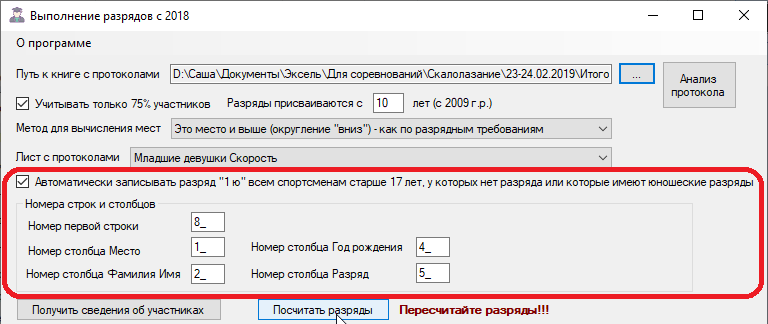 Выполнение разрядов с 2018
О программе
Путь к книге с протоколами D:\Саша\Документы\Эксель\Для соревнований\Скалолазание\23-24.02.2019\Итого ... Анализ протокола
Учитывать только 75% участников Разряды присваиваются с 10 лет (с 2009 г.р.)
Метод для вычисления мест Это место и выше (округление "вниз") - как по разрядным требованиям
Лист с протоколами Младшие девушки Скорость
Автоматически записывать разряд "1 ю" всем спортсменам старше 17 лет, у которых нет разряда или которые имеют юношеские разряды
Номера строк и столбцов
Номер первой строки 8_
Номер столбца Место 1_ Номер столбца Год рождения 4_
Номер столбца Фамилия Имя 2_ Номер столбца Разряд 5_
Получить сведения об участниках Посчитать разряды Пересчитайте разряды!!!